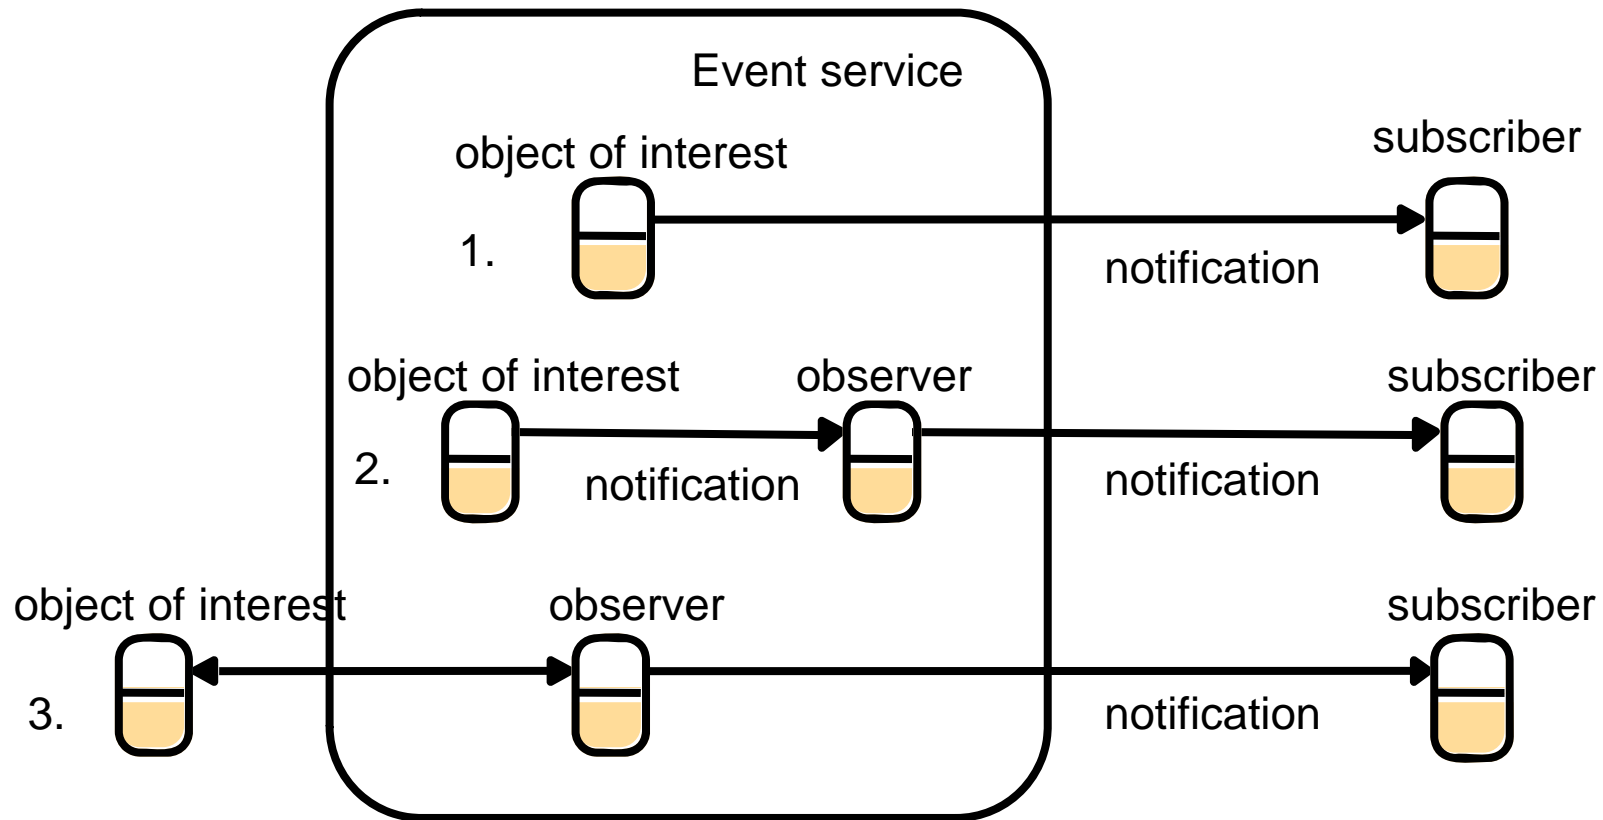 Event service
object of interest
subscriber
1.
notification
object of interest
observer
subscriber
2.
notification
notification
object of interest
observer
subscriber
3.
notification